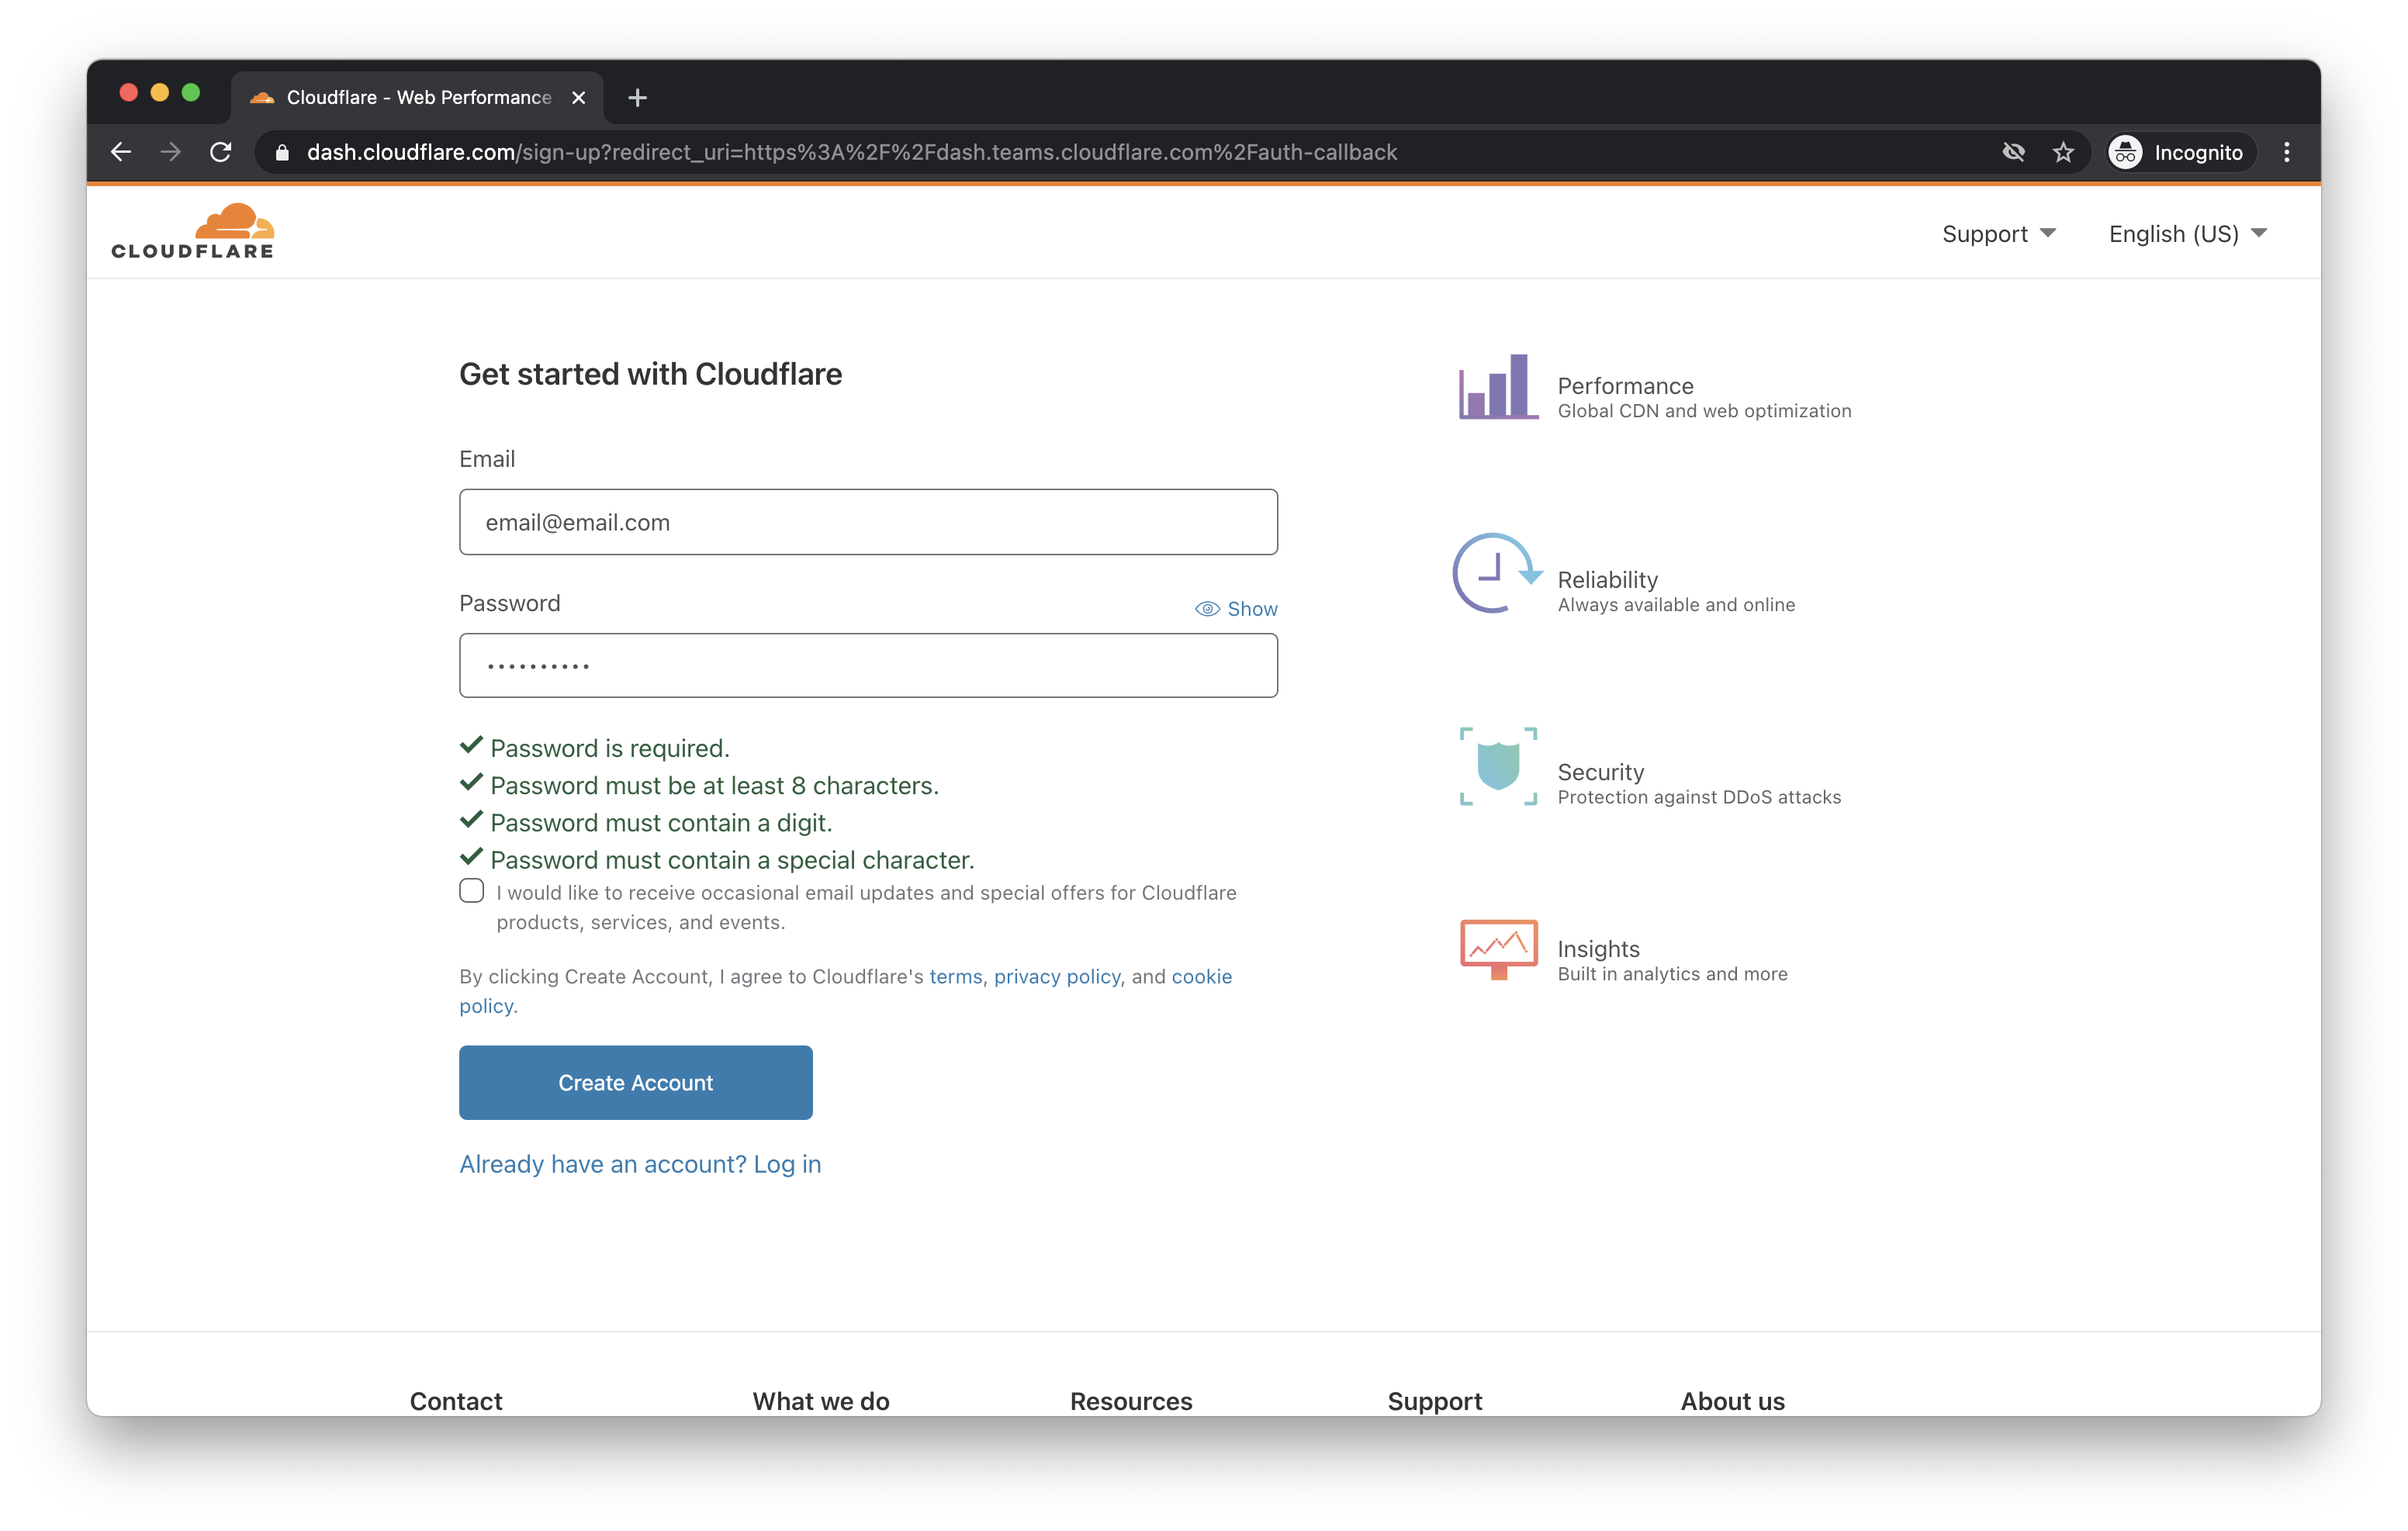 Cloudflare - Web Performance
dash.cloudflare.com/sign-up?redirect_uri=https%3A%2F%2Fdash.teams.cloudflare.com%2Fauth-callback
Incognito
CLOUDFLARE
Support
English (US)
Get started with Cloudflare
Email
email@email.com
Password
Show
••••••••••
Password is required.
Password must be at least 8 characters.
Password must contain a digit.
Password must contain a special character.
I would like to receive occasional email updates and special offers for Cloudflare
products, services, and events.
By clicking Create Account, I agree to Cloudflare's terms, privacy policy, and cookie
policy.
Create Account
Already have an account? Log in
Performance
Global CDN and web optimization
Reliability
Always available and online
Security
Protection against DDoS attacks
Insights
Built in analytics and more
Contact
What we do
Resources
Support
About us